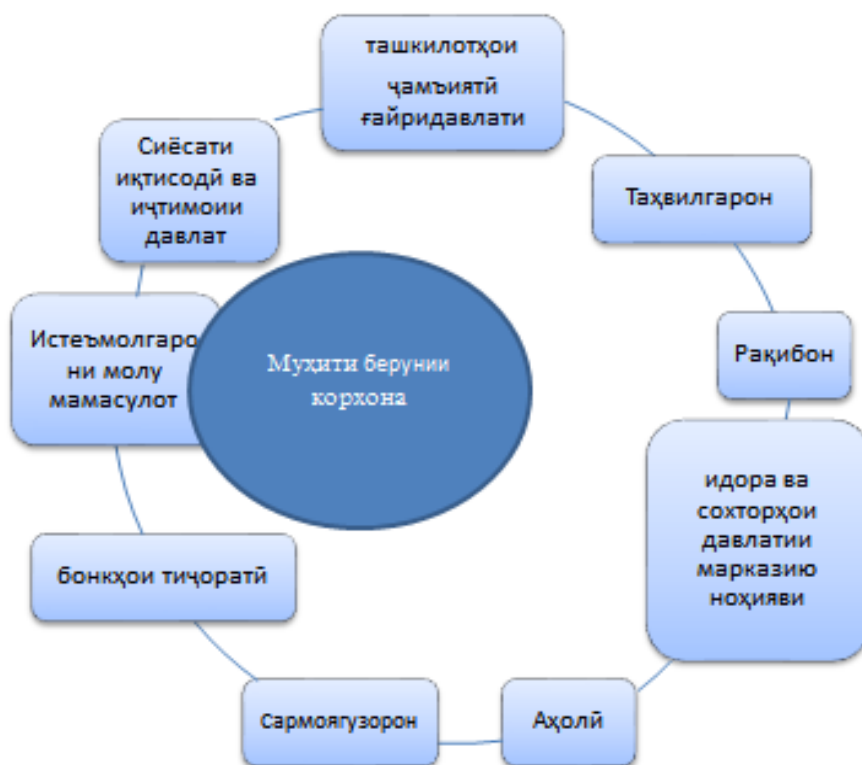 ташкилотҳои
ҷамъиятӣ
ғайридавлати
Сиёсати
иқтисодӣ ва
иҷтимоии
давлат
Таҳвилгарон
Истеъмолгаро
ни молу
мамасулот
Муҳити берунии
корхона
Рақибон
идора ва
сохторҳои
давлатии
марказию
ноҳияви
бонкҳои тиҷоратӣ
Сармоягузорон
Аҳолӣ